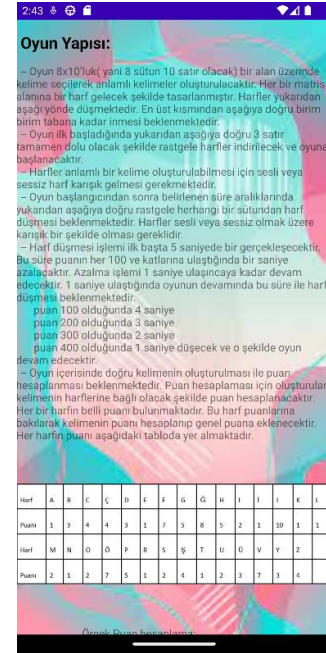 2:43
Oyun Yapısı:
– Oyun 8x10'luk( yani 8 sütun 10 satır olacak) bir alan üzerinde
kelime seçilerek anlamlı kelimeler oluşturulacaktır. Her bir matris
alanına bir harf gelecek şekilde tasarlanmıştır. Harfler yukarıdan
aşağı yönde düşmektedir. En üst kısmından aşağıya doğru birim
birim tabana kadar inmesi beklenmektedir.
– Oyun ilk başladığında yukarıdan aşağıya doğru 3 satır
tamamen dolu olacak şekilde rastgele harfler indirilecek ve oyuna
başlanacaktır.
– Harfler anlamlı bir kelime oluşturulabilmesi için sesli veya
sessiz harf karışık gelmesi gerekmektedir.
– Oyun başlangıcından sonra belirlenen süre aralıklarında
yukarıdan aşağıya doğru rastgele herhangi bir sütundan harf
düşmesi beklenmektedir. Harfler sesli veya sessiz olmak üzere
karışık bir şekilde olması gereklidir.
– Harf düşmesi işlemi ilk başta 5 saniyede bir gerçekleşecektir.
Bu süre puanın her 100 ve katlarına ulaştığında bir saniye
azalacaktır. Azalma işlemi 1 saniye ulaşıncaya kadar devam
edecektir. 1 saniye ulaştığında oyunun devamında bu süre ile harf
düşmesi beklenmektedir.
puan 100 olduğunda 4 saniye
puan 200 olduğunda 3 saniye
puan 300 olduğunda 2 saniye
puan 400 olduğunda 1 saniye düşecek ve o şekilde oyun
devam edecektir.
– Oyun içerisinde doğru kelimenin oluşturulması ile puan
hesaplanması beklenmektedir. Puan hesaplaması için oluşturulan
kelimenin harflerine bağlı olacak şekilde puan hesaplanacaktır.
Her bir harfin belli puanı bulunmaktadır. Bu harf puanlarına
bakılarak kelimenin puanı hesaplanıp genel puana eklenecektir.
Her harfin puanı aşağıdaki tabloda yer almaktadır.
Harf A B C Ç D E F G Ğ H I İ J K L
Puanı 1 3 4 4 3 1 7 5 8 5 2 1 10 1 1
Harf M N O Ö P R S Ş T U Ü V Y Z
Puanı 2 1 2 7 5 1 2 4 1 2 3 7 3 4
Örnek Puan hesaplama: